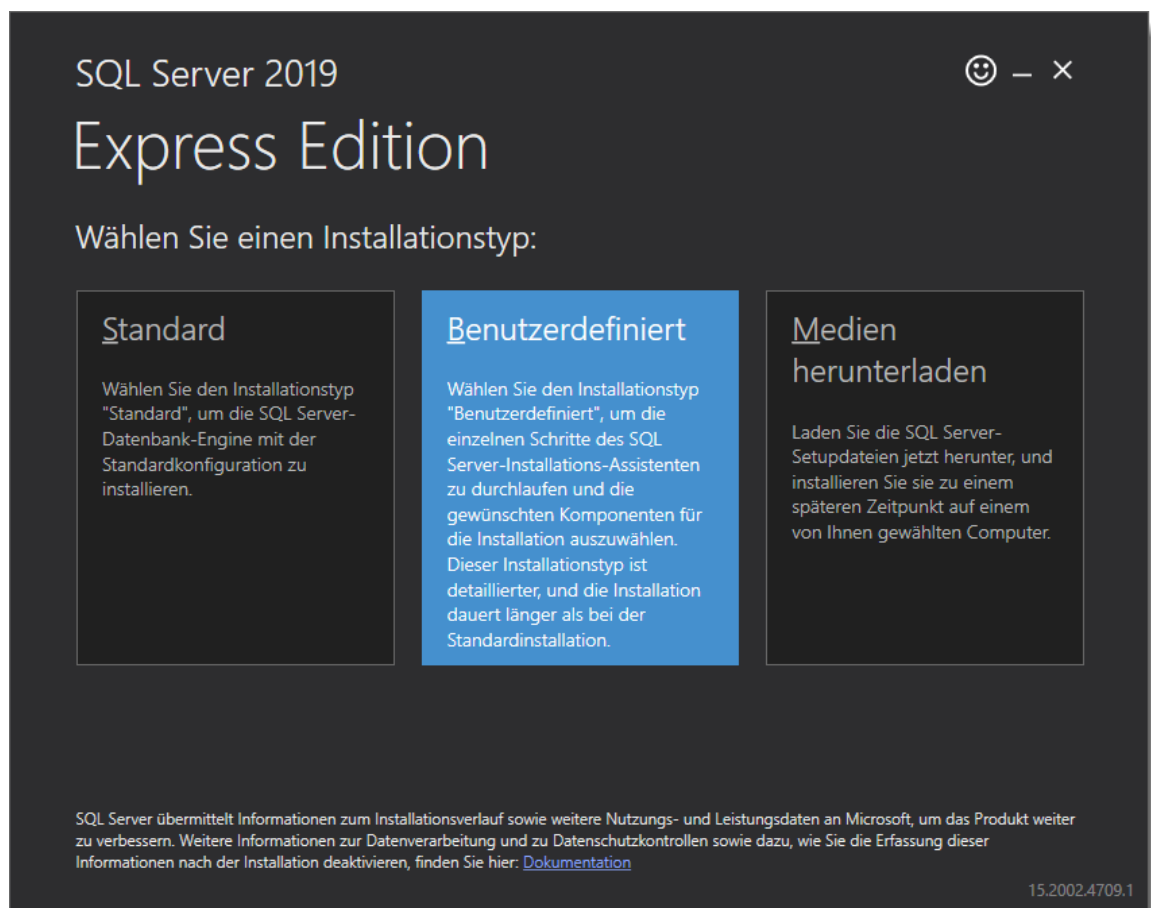 SQL Server 2019
Express Edition
Wählen Sie einen Installationstyp:
Standard
Wählen Sie den Installationstyp
"Standard", um die SQL Server-
Datenbank-Engine mit der
Standardkonfiguration zu
installieren.
Benutzerdefiniert
Wählen Sie den Installationstyp
"Benutzerdefiniert", um die
einzelnen Schritte des SQL
Server-Installations-Assistenten
zu durchlaufen und die
gewünschten Komponenten für
die Installation auszuwählen.
Dieser Installationstyp ist
detaillierter, und die Installation
dauert länger als bei der
Standardinstallation.
Medien
herunterladen
Laden Sie die SQL Server-
Setupdateien jetzt herunter, und
installieren Sie sie zu einem
späteren Zeitpunkt auf einem
von Ihnen gewählten Computer.
SQL Server übermittelt Informationen zum Installationsverlauf sowie weitere Nutzungs- und Leistungsdaten an Microsoft, um das Produkt weiter
zu verbessern. Weitere Informationen zur Datenverarbeitung und zu Datenschutzkontrollen sowie dazu, wie Sie die Erfassung dieser
Informationen nach der Installation deaktivieren, finden Sie hier: Dokumentation
15.2002.4709.1